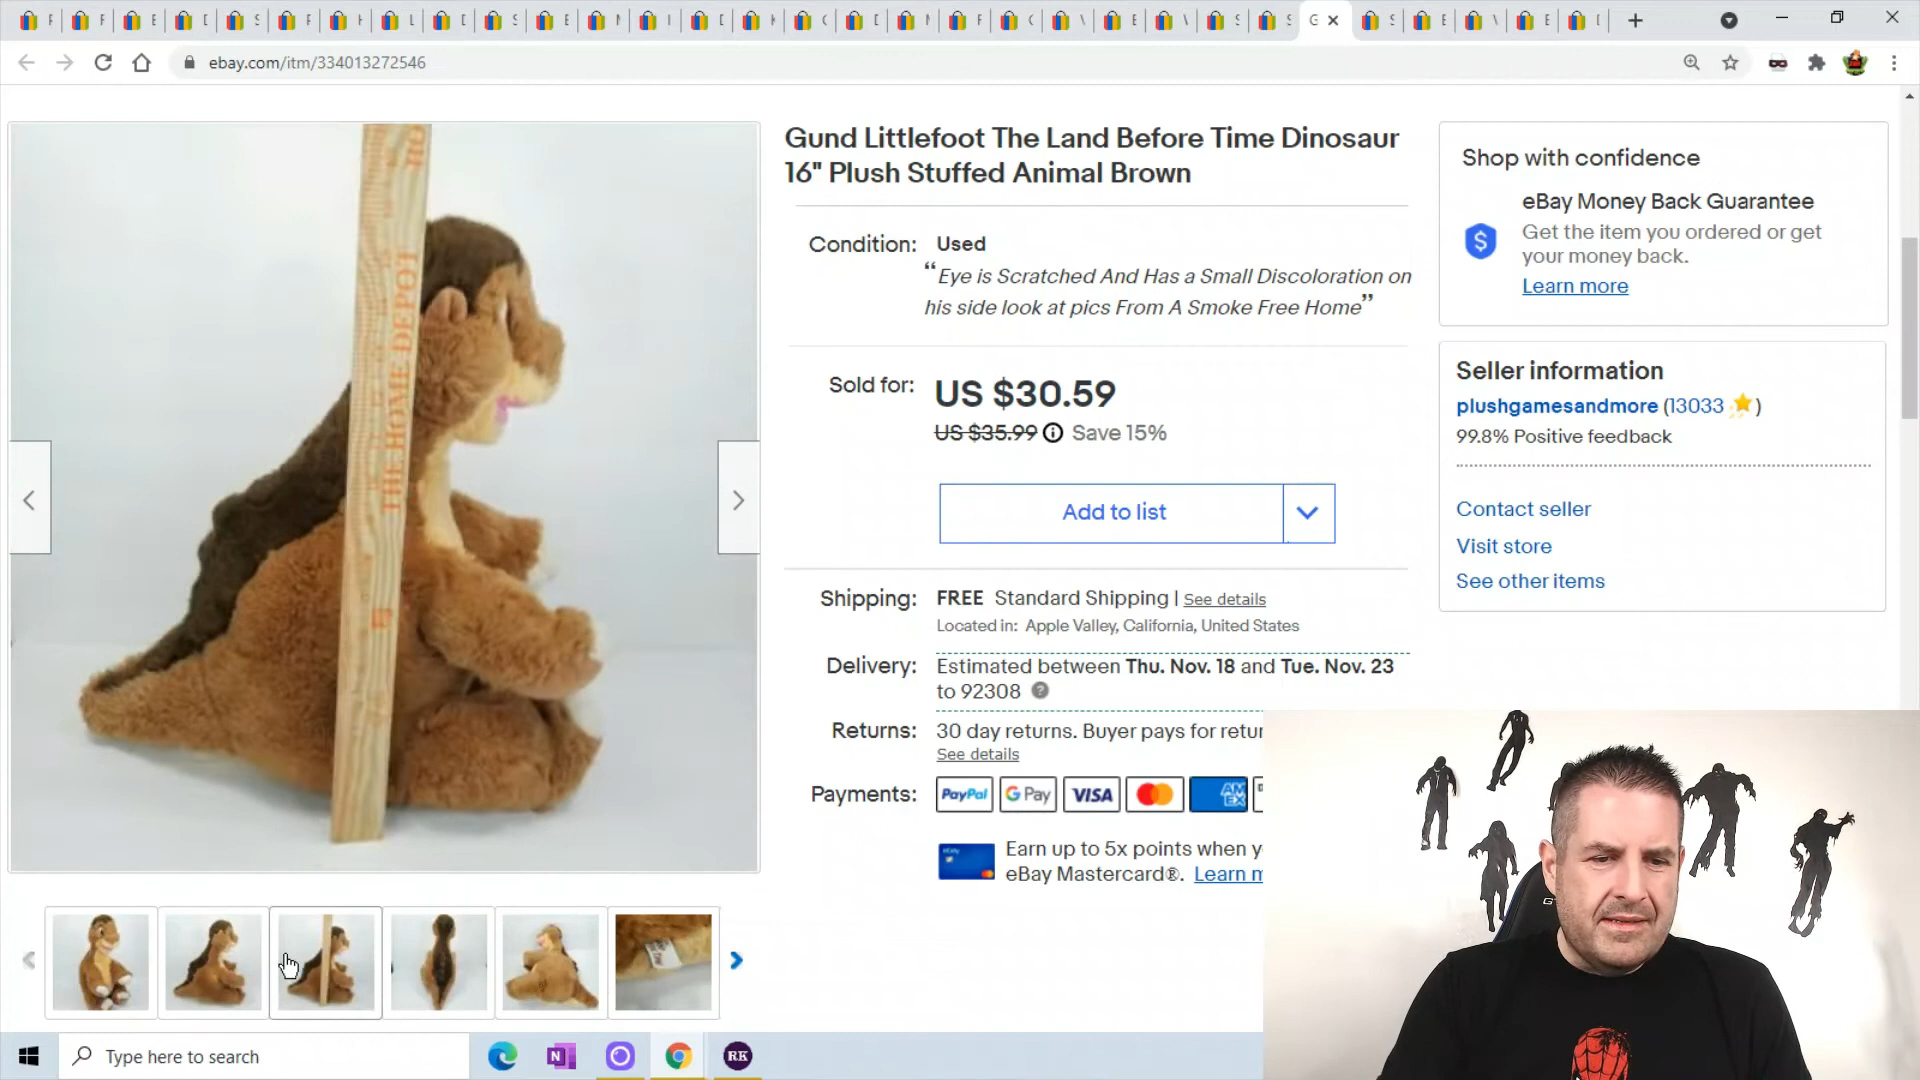 ebay.com/itm/334013272546
THE HOME DEPOT
Gund Littlefoot The Land Before Time Dinosaur
16" Plush Stuffed Animal Brown
Condition: Used
“Eye is Scratched And Has a Small Discoloration on
his side look at pics From A Smoke Free Home”
Sold for: US $30.59
US $35.99 Save 15%
Add to list
Shipping: FREE Standard Shipping | See details
Located in: Apple Valley, California, United States
Delivery: Estimated between Thu. Nov. 18 and Tue. Nov. 23
to 92308 ?
Returns: 30 day returns. Buyer pays for retur
See details
Payments: PayPal G Pay VISA AM EX
Earn up to 5x points when y
eBay Mastercard®. Learn m
Shop with confidence
eBay Money Back Guarantee
Get the item you ordered or get
your money back.
Learn more
Seller information
plushgamesandmore (13033 )
99.8% Positive feedback
Contact seller
Visit store
See other items
Type here to search
N
RK